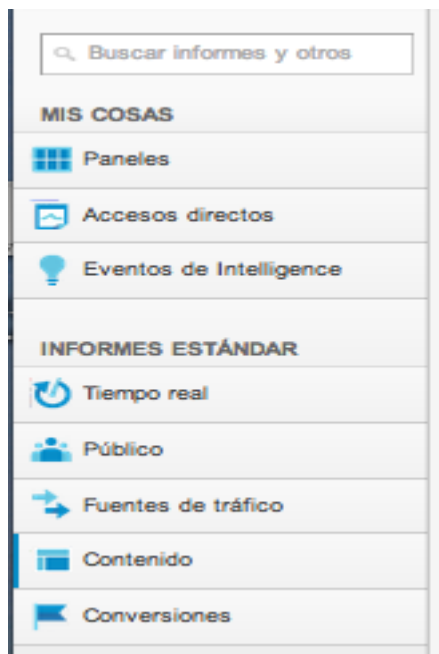 Buscar informes y otros
MIS COSAS
Paneles
Accesos directos
Eventos de Intelligence
INFORMES ESTÁNDAR
Tiempo real
Público
Fuentes de tráfico
Contenido
Conversiones